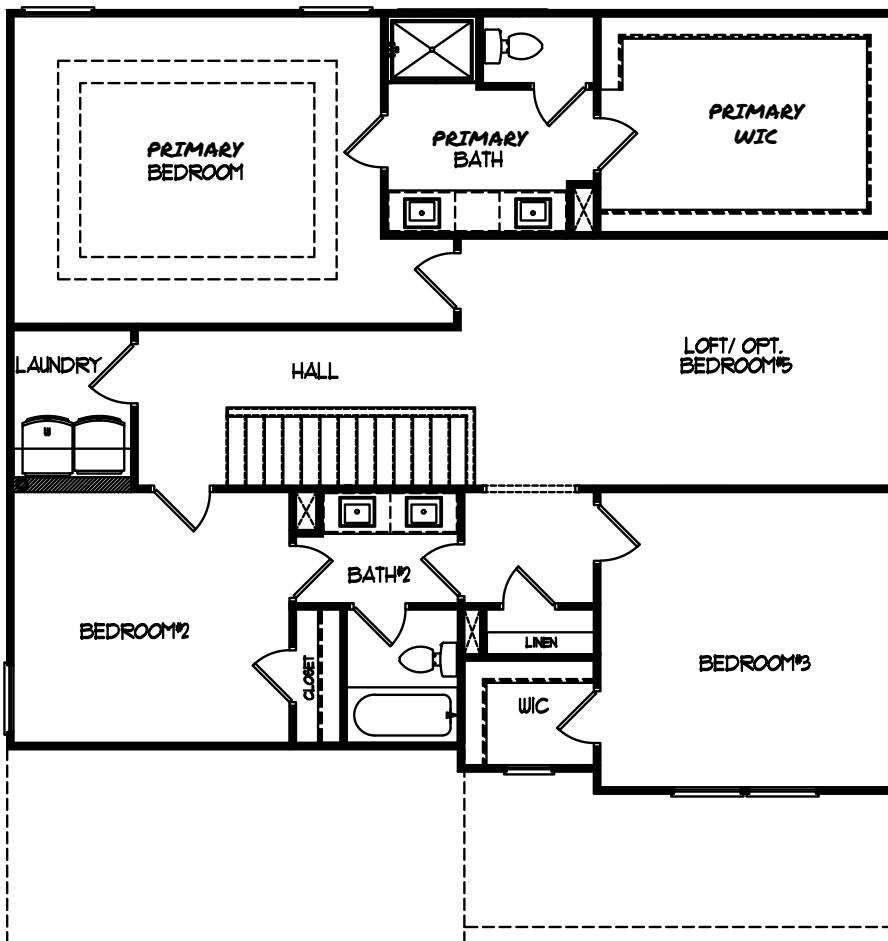 PRIMARY
BEDROOM
PRIMARY
BATH
PRIMARY
WIC
LAUNDRY
HALL
LOFT/ OPT.
BEDROOM#5
W
BATH#2
BEDROOM#2
CLOSET
LINEN
WIC
BEDROOM#3